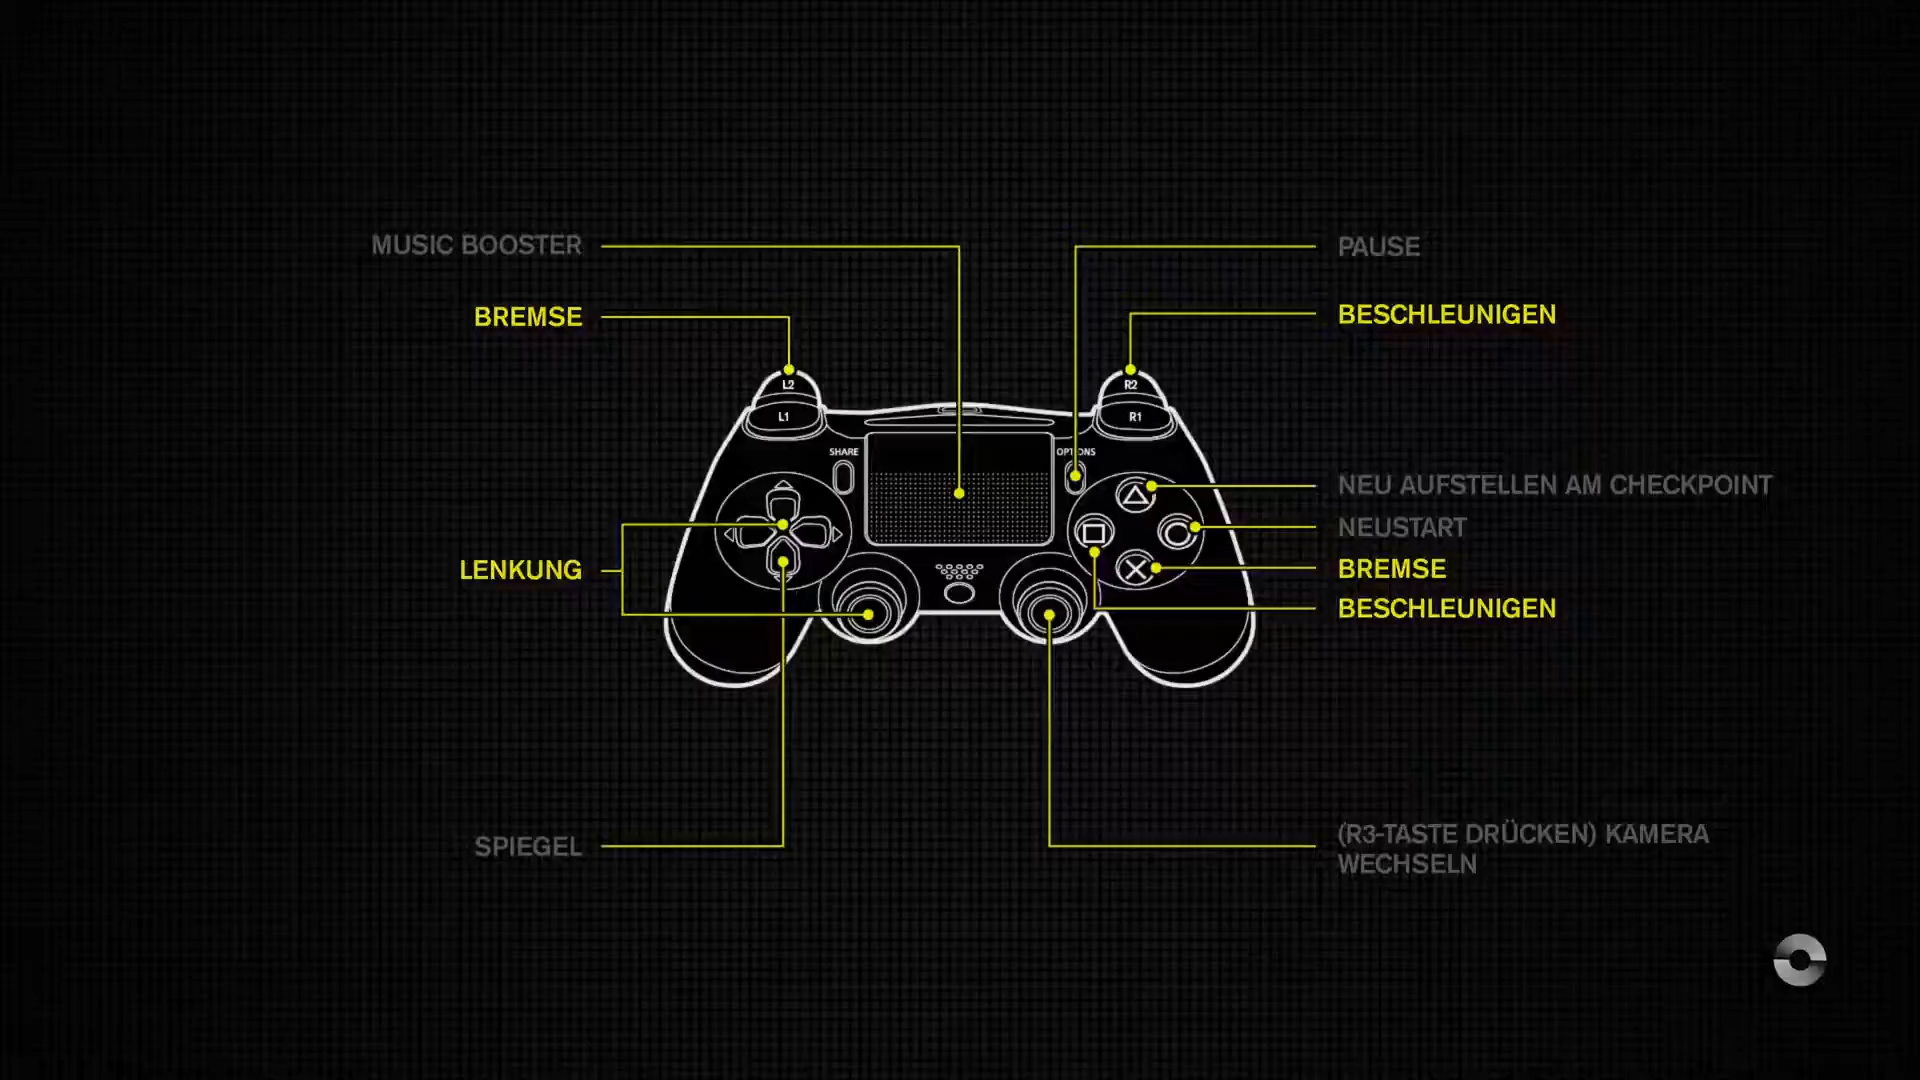 MUSIC BOOSTER
PAUSE
BREMSE
BESCHLEUNIGEN
L2
R2
L1
R1
SHARE
OPTIONS
NEU AUFSTELLEN AM CHECKPOINT
NEUSTART
LENKUNG
BREMSE
BESCHLEUNIGEN
SPIEGEL
(R3-TASTE DRÜCKEN) KAMERA
WECHSELN